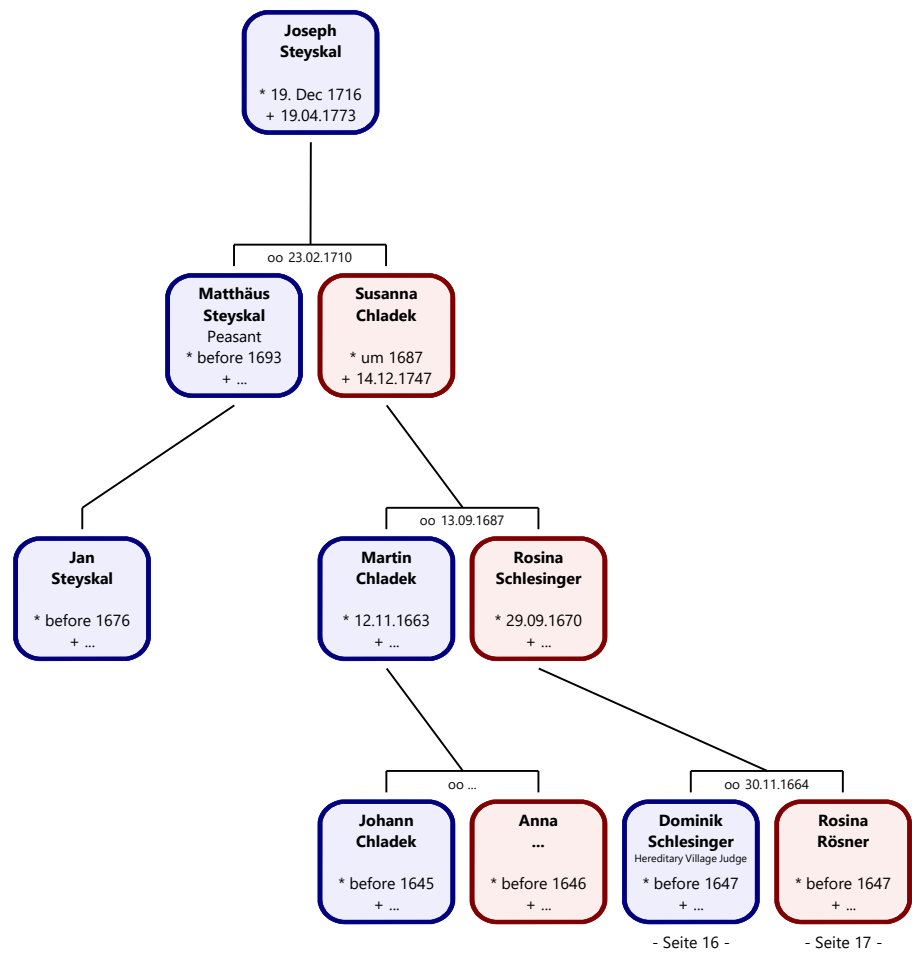 Joseph
Steyskal
* 19. Dec 1716
+ 19.04.1773
oo 23.02.1710
Matthäus
Steyskal
Peasant
* before 1693
+ ...
Susanna
Chladek
* um 1687
+ 14.12.1747
oo 13.09.1687
Jan
Steyskal
* before 1676
+ ...
Martin
Chladek
* 12.11.1663
+ ...
Rosina
Schlesinger
* 29.09.1670
+ ...
oo ...
oo 30.11.1664
Johann
Chladek
* before 1645
+ ...
Anna
...
* before 1646
+ ...
Dominik
Schlesinger
Hereditary Village Judge
* before 1647
+ ...
Rosina
Rösner
* before 1647
+ ...
- Seite 16 -
- Seite 17 -